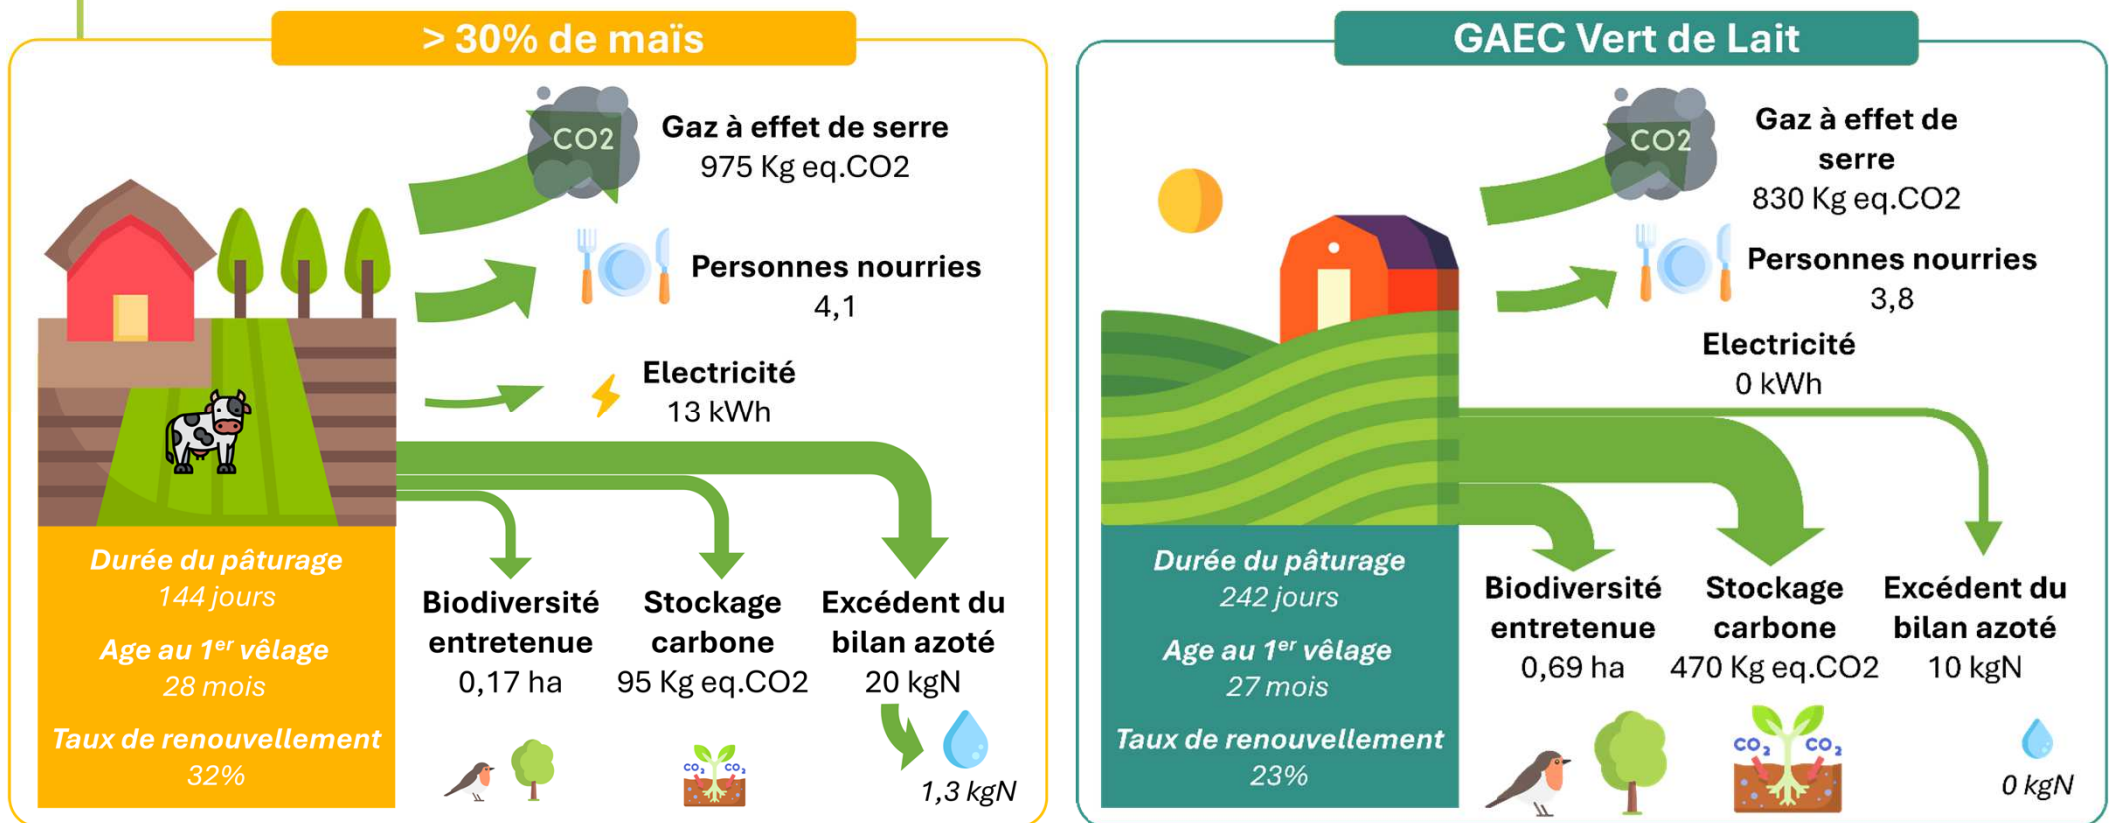 > 30% de maïs
CO2
Gaz à effet de serre
975 Kg eq.CO2
Personnes nourries
4,1
Electricité
13 kWh
Durée du pâturage
144 jours
Age au 1er vêlage
28 mois
Taux de renouvellement
32%
Biodiversité
entretenue
0,17 ha
Stockage
carbone
95 Kg eq.CO2
CO2 CO2
Excédent du
bilan azoté
20 kgN
1,3 kgN
GAEC Vert de Lait
CO2
Gaz à effet de
serre
830 Kg eq.CO2
Personnes nourries
3,8
Electricité
0 kWh
Durée du pâturage
242 jours
Age au 1er vêlage
27 mois
Taux de renouvellement
23%
Biodiversité
entretenue
0,69 ha
Stockage
carbone
470 Kg eq.CO2
CO2 CO2
Excédent du
bilan azoté
10 kgN
0 kgN